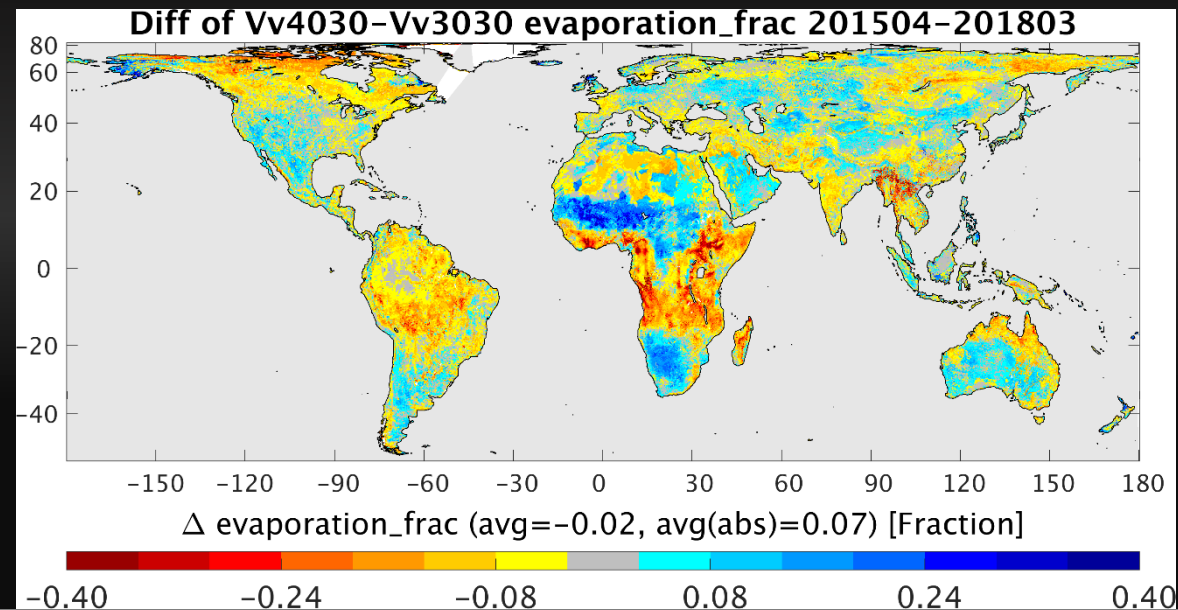 Diff of Vv4030−Vv3030 evaporation_frac 201504−201803
80
60
40
20
0
−20
−40
−150 −120 −90 −60 −30 0 30 60 90 120 150 180
Δ evaporation_frac (avg=−0.02, avg(abs)=0.07) [Fraction]
−0.40 −0.24 −0.08 0.08 0.24 0.40